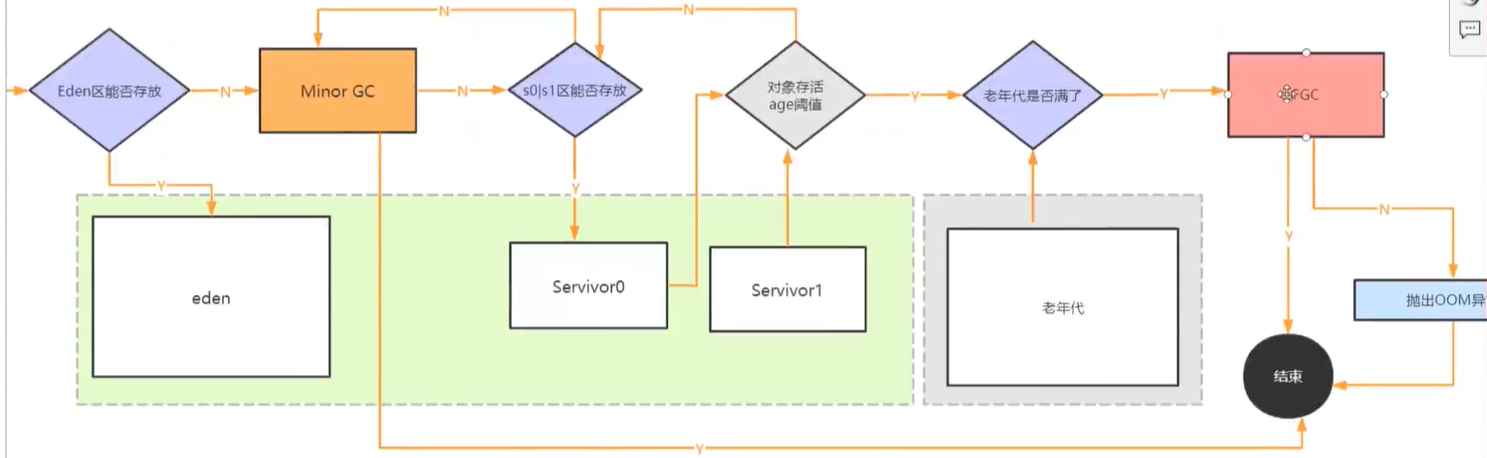 N
N
Eden区能否存放
N
Minor GC
N
s0|s1区能否存放
对象存活
age阈值
Y
老年代是否满了
Y
FGC
Y
Y
N
Y
eden
Servivor0
Servivor1
老年代
抛出OOM异
结束
Y